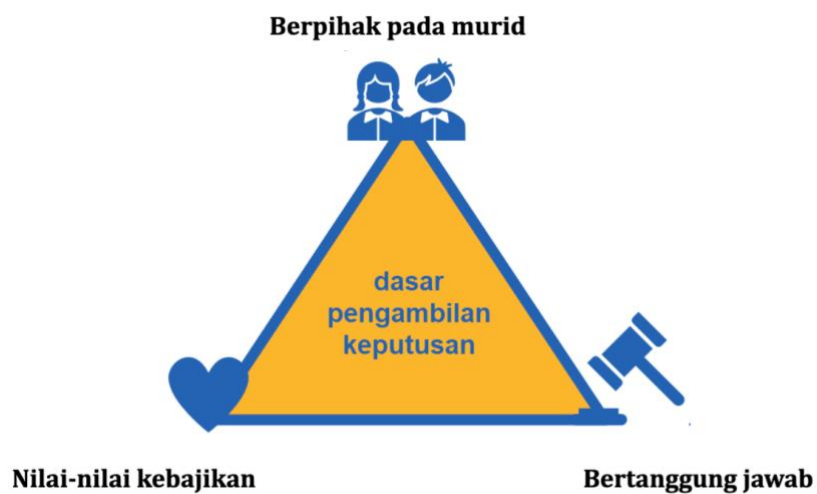 Berpihak pada murid
dasar
pengambilan
keputusan
Nilai-nilai kebajikan
Bertanggung jawab